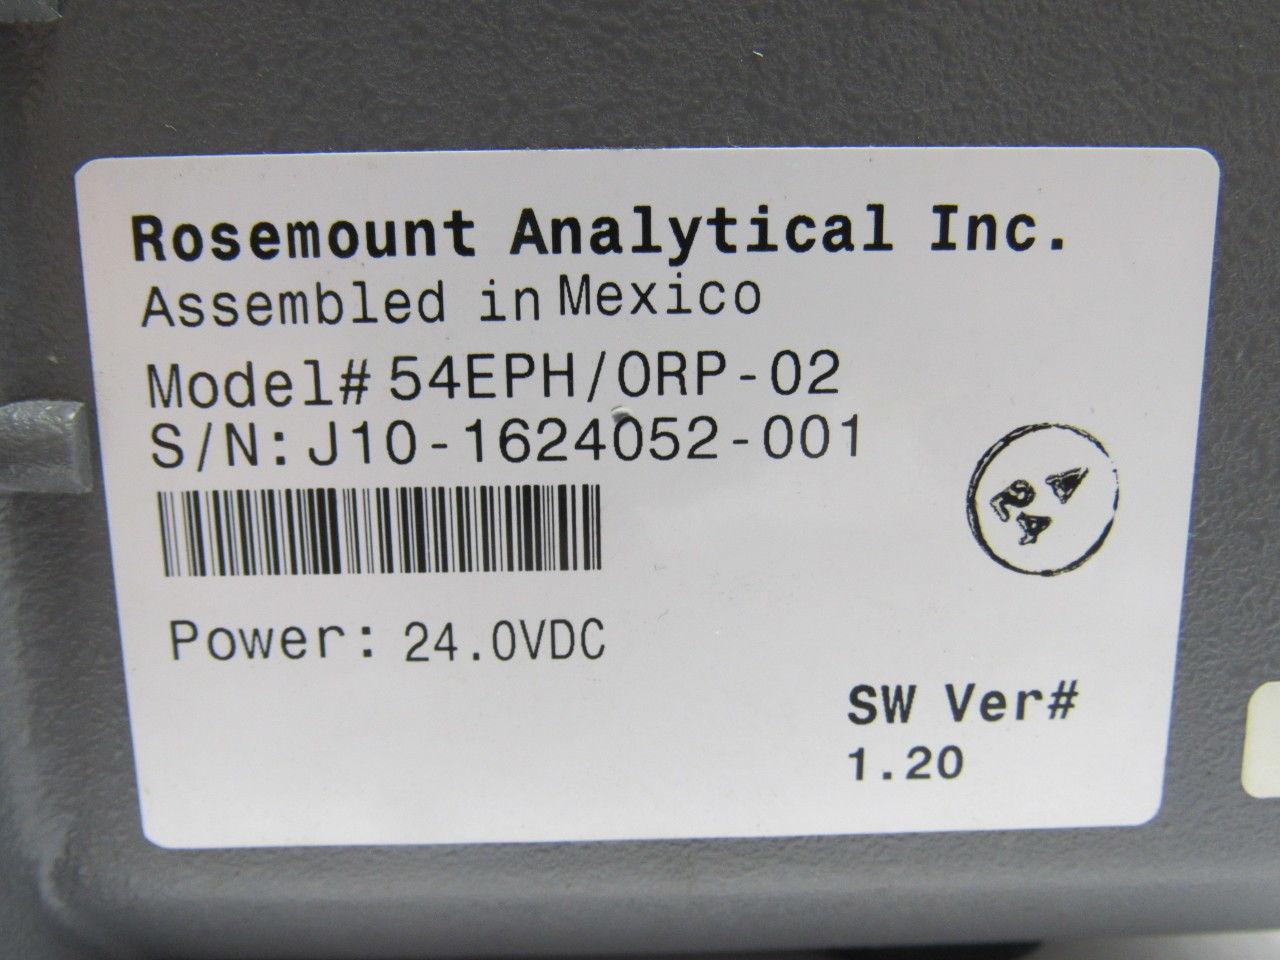 Rosemount Analytical Inc.
Assembled in Mexico
Model# 54EPH/ORP-02
S/N: J10-1624052-001
Power: 24.0VDC
SW Ver#
1.20